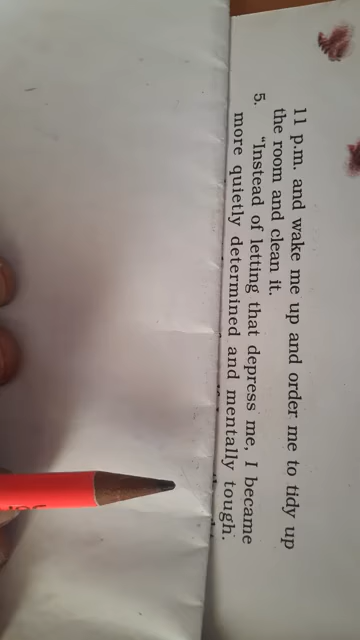 11 p.m. and wake me up and order me to tidy up
the room and clean it.
5. "Instead of letting that depress me, I became
more quietly determined and mentally tough.